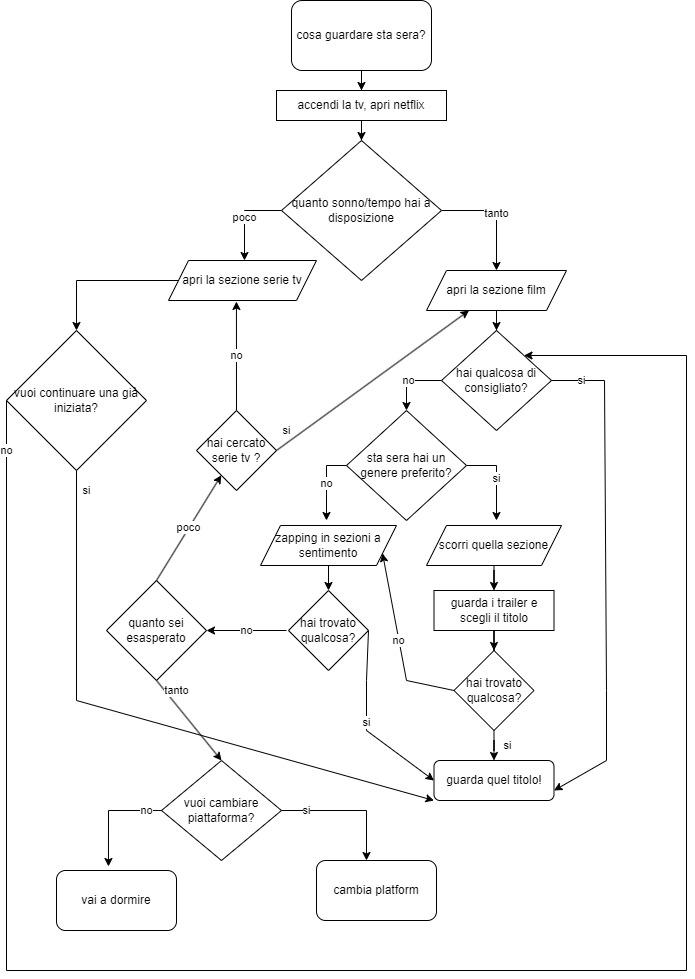 cosa guardare sta sera?
accendi la tv, apri netflix
quanto sonno/tempo hai a
disposizione
poco
tanto
apri la sezione serie tv
apri la sezione film
no
hai qualcosa di
consigliato?
no
si
vuoi continuare una già
iniziata?
si
hai cercato
serie tv ?
no
sta sera hai un
genere preferito?
si
no
si
poco
zapping in sezioni a
sentimento
scorri quella sezione
guarda i trailer e
scegli il titolo
quanto sei
esasperato
no
hai trovato
qualcosa?
no
hai trovato
qualcosa?
tanto
si
si
guarda quel titolo!
vuoi cambiare
piattaforma?
no
si
vai a dormire
cambia platform